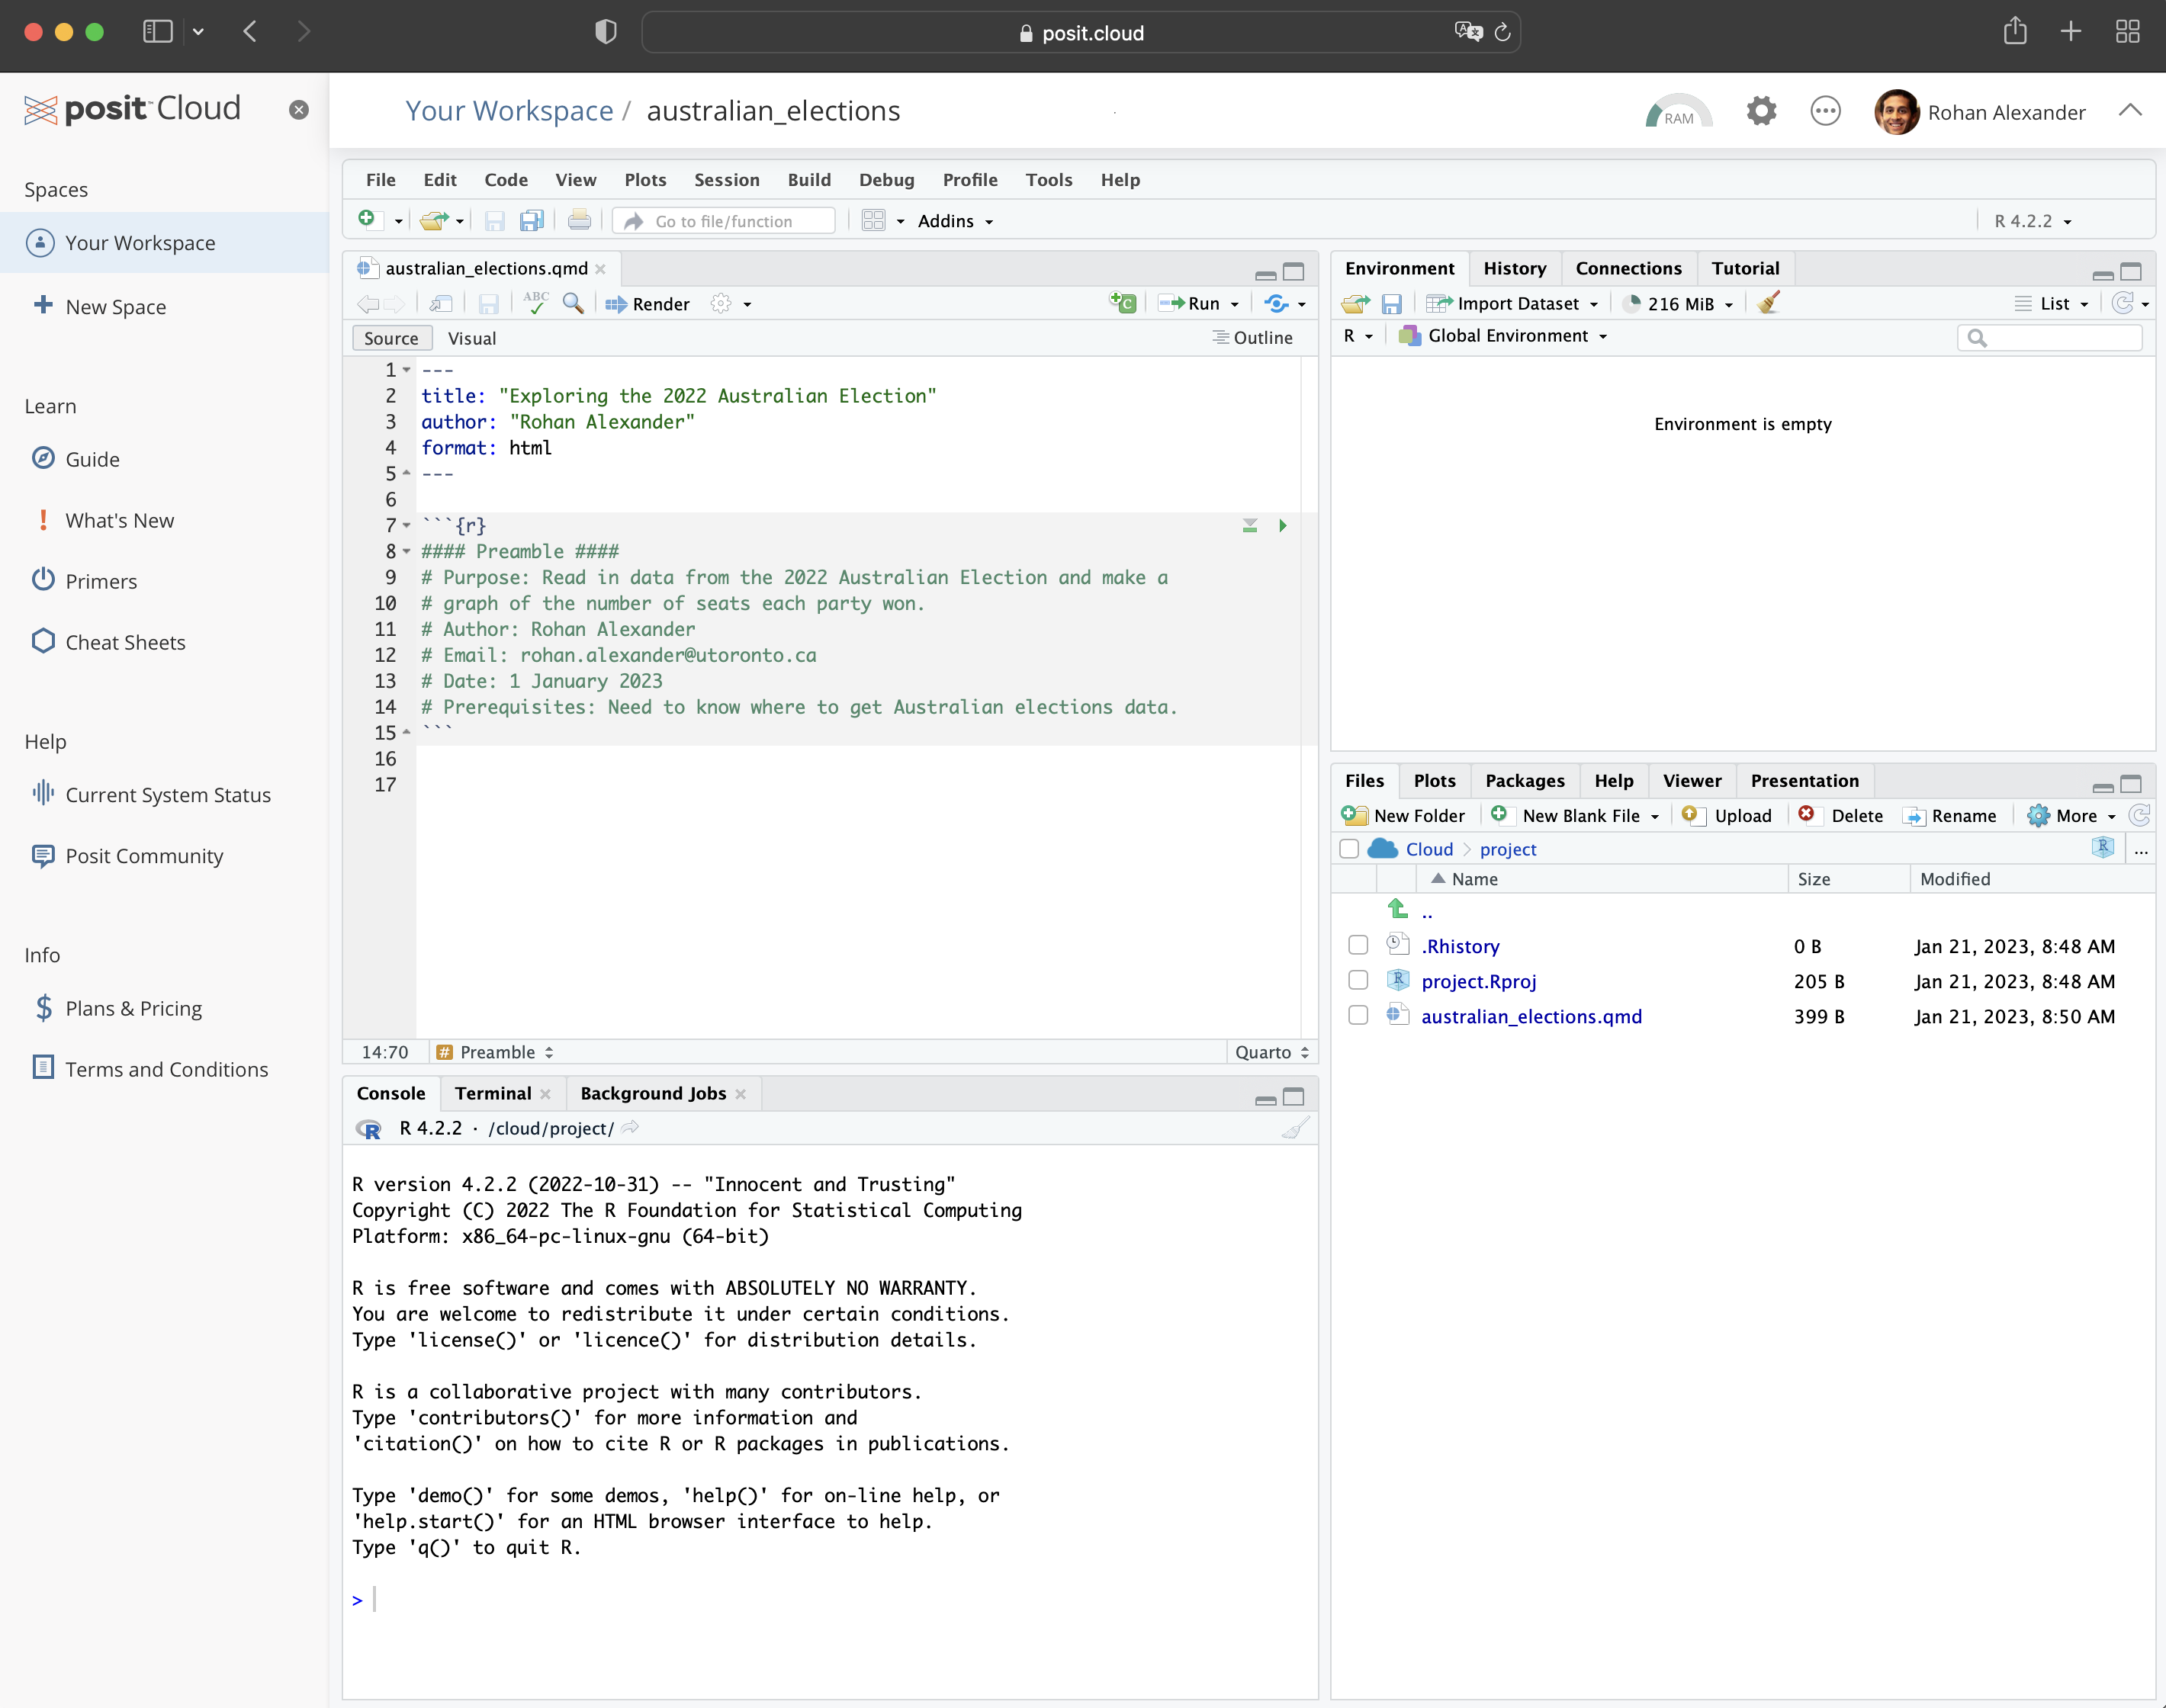 posit.cloud
posit Cloud
Your Workspace / australian_elections
RAM
Rohan Alexander
Spaces
Your Workspace
New Space
Learn
Guide
What's New
Primers
Cheat Sheets
Help
Current System Status
Posit Community
Info
Plans & Pricing
Terms and Conditions
File Edit Code View Plots Session Build Debug Profile Tools Help
Go to file/function Addins R 4.2.2
australian_elections.qmd
ABC Render Run
Source Visual Outline
1 ---
2 title: "Exploring the 2022 Australian Election"
3 author: "Rohan Alexander"
4 format: html
5 ---
6
7 ```{r}
8 #### Preamble ####
9 # Purpose: Read in data from the 2022 Australian Election and make a
10 # graph of the number of seats each party won.
11 # Author: Rohan Alexander
12 # Email: rohan.alexander@utoronto.ca
13 # Date: 1 January 2023
14 # Prerequisites: Need to know where to get Australian elections data.
15 ```
16
17
14:70 # Preamble Quarto
Console Terminal Background Jobs
R 4.2.2 · /cloud/project/
R version 4.2.2 (2022-10-31) -- "Innocent and Trusting"
Copyright (C) 2022 The R Foundation for Statistical Computing
Platform: x86_64-pc-linux-gnu (64-bit)
R is free software and comes with ABSOLUTELY NO WARRANTY.
You are welcome to redistribute it under certain conditions.
Type 'license()' or 'licence()' for distribution details.
R is a collaborative project with many contributors.
Type 'contributors()' for more information and
'citation()' on how to cite R or R packages in publications.
Type 'demo()' for some demos, 'help()' for on-line help, or
'help.start()' for an HTML browser interface to help.
Type 'q()' to quit R.
>
Environment History Connections Tutorial
Import Dataset 216 MiB List
R Global Environment
Environment is empty
Files Plots Packages Help Viewer Presentation
New Folder New Blank File Upload Delete Rename More
Cloud > project R ...
Name Size Modified
..
.Rhistory 0 B Jan 21, 2023, 8:48 AM
project.Rproj 205 B Jan 21, 2023, 8:48 AM
australian_elections.qmd 399 B Jan 21, 2023, 8:50 AM